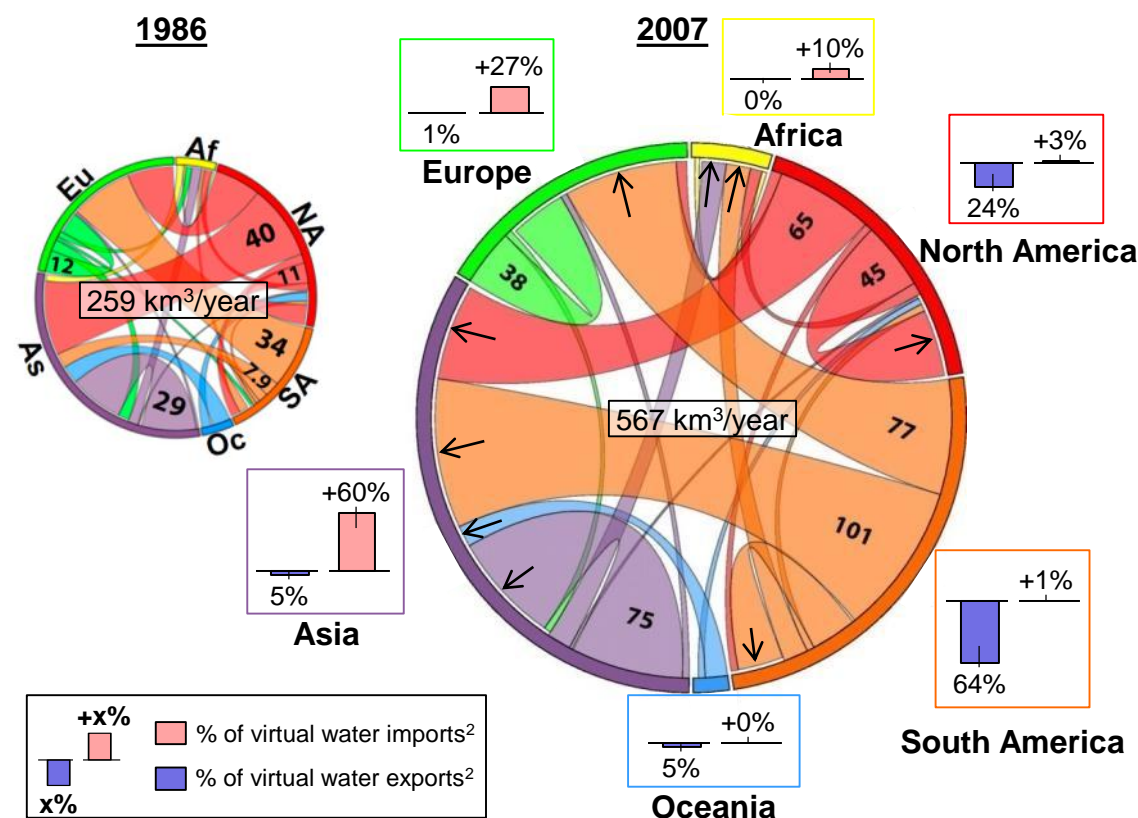 1986
2007
Af
Eu
NA
40
12
11
259 km³/year
34
7.9
As
29
SA
Oc
+27%
1%
Europe
+10%
0%
Africa
+3%
24%
North America
65
45
38
567 km³/year
77
101
75
+60%
5%
Asia
+1%
64%
South America
+0%
5%
Oceania
+x%
x%
% of virtual water imports²
% of virtual water exports²